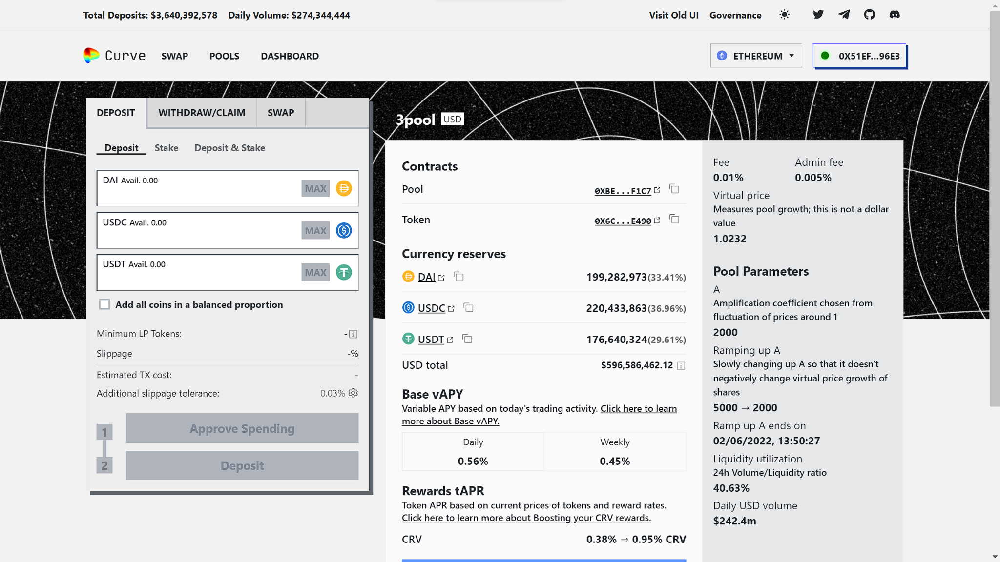 Total Deposits: $3,640,392,578 Daily Volume: $274,344,444 Visit Old UI Governance
Curve SWAP POOLS DASHBOARD ETHEREUM 0X51EF...96E3
DEPOSIT WITHDRAW/CLAIM SWAP
Deposit Stake Deposit & Stake
DAI Avail. 0.00
MAX
USDC Avail. 0.00
MAX
USDT Avail. 0.00
MAX
Add all coins in a balanced proportion
Minimum LP Tokens: -
Slippage -%
Estimated TX cost: -
Additional slippage tolerance: 0.03%
1 Approve Spending
2 Deposit
3pool USD
Contracts
Pool 0XBE...F1C7
Token 0X6C...E490
Currency reserves
DAI 199,282,973(33.41%)
USDC 220,433,863(36.96%)
USDT 176,640,324(29.61%)
USD total $596,586,462.12
Base vAPY
Variable APY based on today's trading activity. Click here to learn
more about Base vAPY.
Daily Weekly
0.56% 0.45%
Rewards tAPR
Token APR based on current prices of tokens and reward rates.
Click here to learn more about Boosting your CRV rewards.
CRV 0.38% → 0.95% CRV
Fee Admin fee
0.01% 0.005%
Virtual price
Measures pool growth; this is not a dollar
value
1.0232
Pool Parameters
A
Amplification coefficient chosen from
fluctuation of prices around 1
2000
Ramping up A
Slowly changing up A so that it doesn't
negatively change virtual price growth of
shares
5000 → 2000
Ramp up A ends on
02/06/2022, 13:50:27
Liquidity utilization
24h Volume/Liquidity ratio
40.63%
Daily USD volume
$242.4m